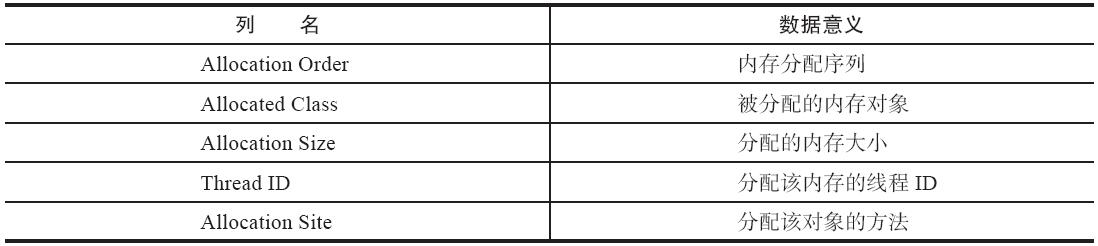 列 名 数据意义
Allocation Order 内存分配序列
Allocated Class 被分配的内存对象
Allocation Size 分配的内存大小
Thread ID 分配该内存的线程 ID
Allocation Site 分配该对象的方法